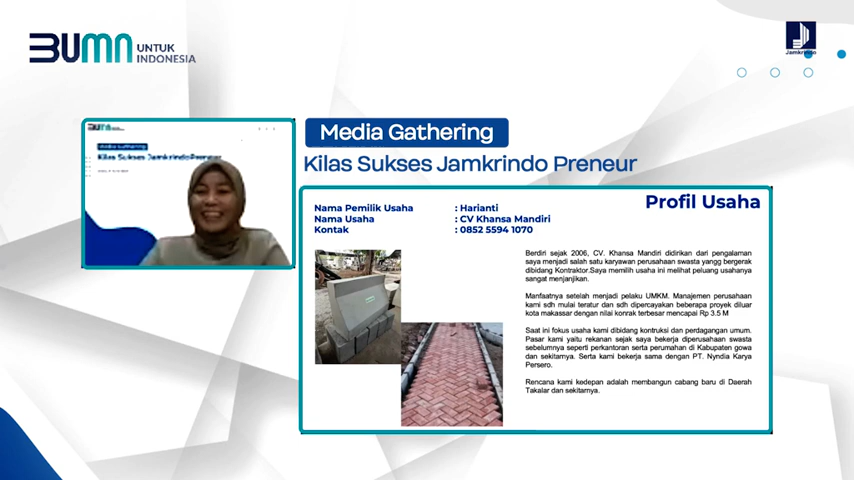 BUMN UNTUK
INDONESIA
Jamkrindo
BUMN
Media Gathering
Kilas Sukses Jamkrindo Preneur
Media Gathering
Kilas Sukses Jamkrindo Preneur
Profil Usaha
Nama Pemilik Usaha : Harianti
Nama Usaha : CV Khansa Mandiri
Kontak : 0852 5594 1070
Berdiri sejak 2006, CV. Khansa Mandiri didirikan dari pengalaman
saya menjadi salah satu karyawan perusahaan swasta yangg bergerak
dibidang Kontraktor.Saya memilih usaha ini melihat peluang usahanya
sangat menjanjikan.
Manfaatnya setelah menjadi pelaku UMKM. Manajemen perusahaan
kami sdh mulai teratur dan sdh dipercayakan beberapa proyek diluar
kota makassar dengan nilai konrak terbesar mencapai Rp 3.5 M
Saat ini fokus usaha kami dibidang kontruksi dan perdagangan umum.
Pasar kami yaitu rekanan sejak saya bekerja diperusahaan swasta
sebelumnya seperti perkantoran serta perumahan di Kabupaten gowa
dan sekitarnya. Serta kami bekerja sama dengan PT. Nyndia Karya
Persero.
Rencana kami kedepan adalah membangun cabang baru di Daerah
Takalar dan sekitarnya.